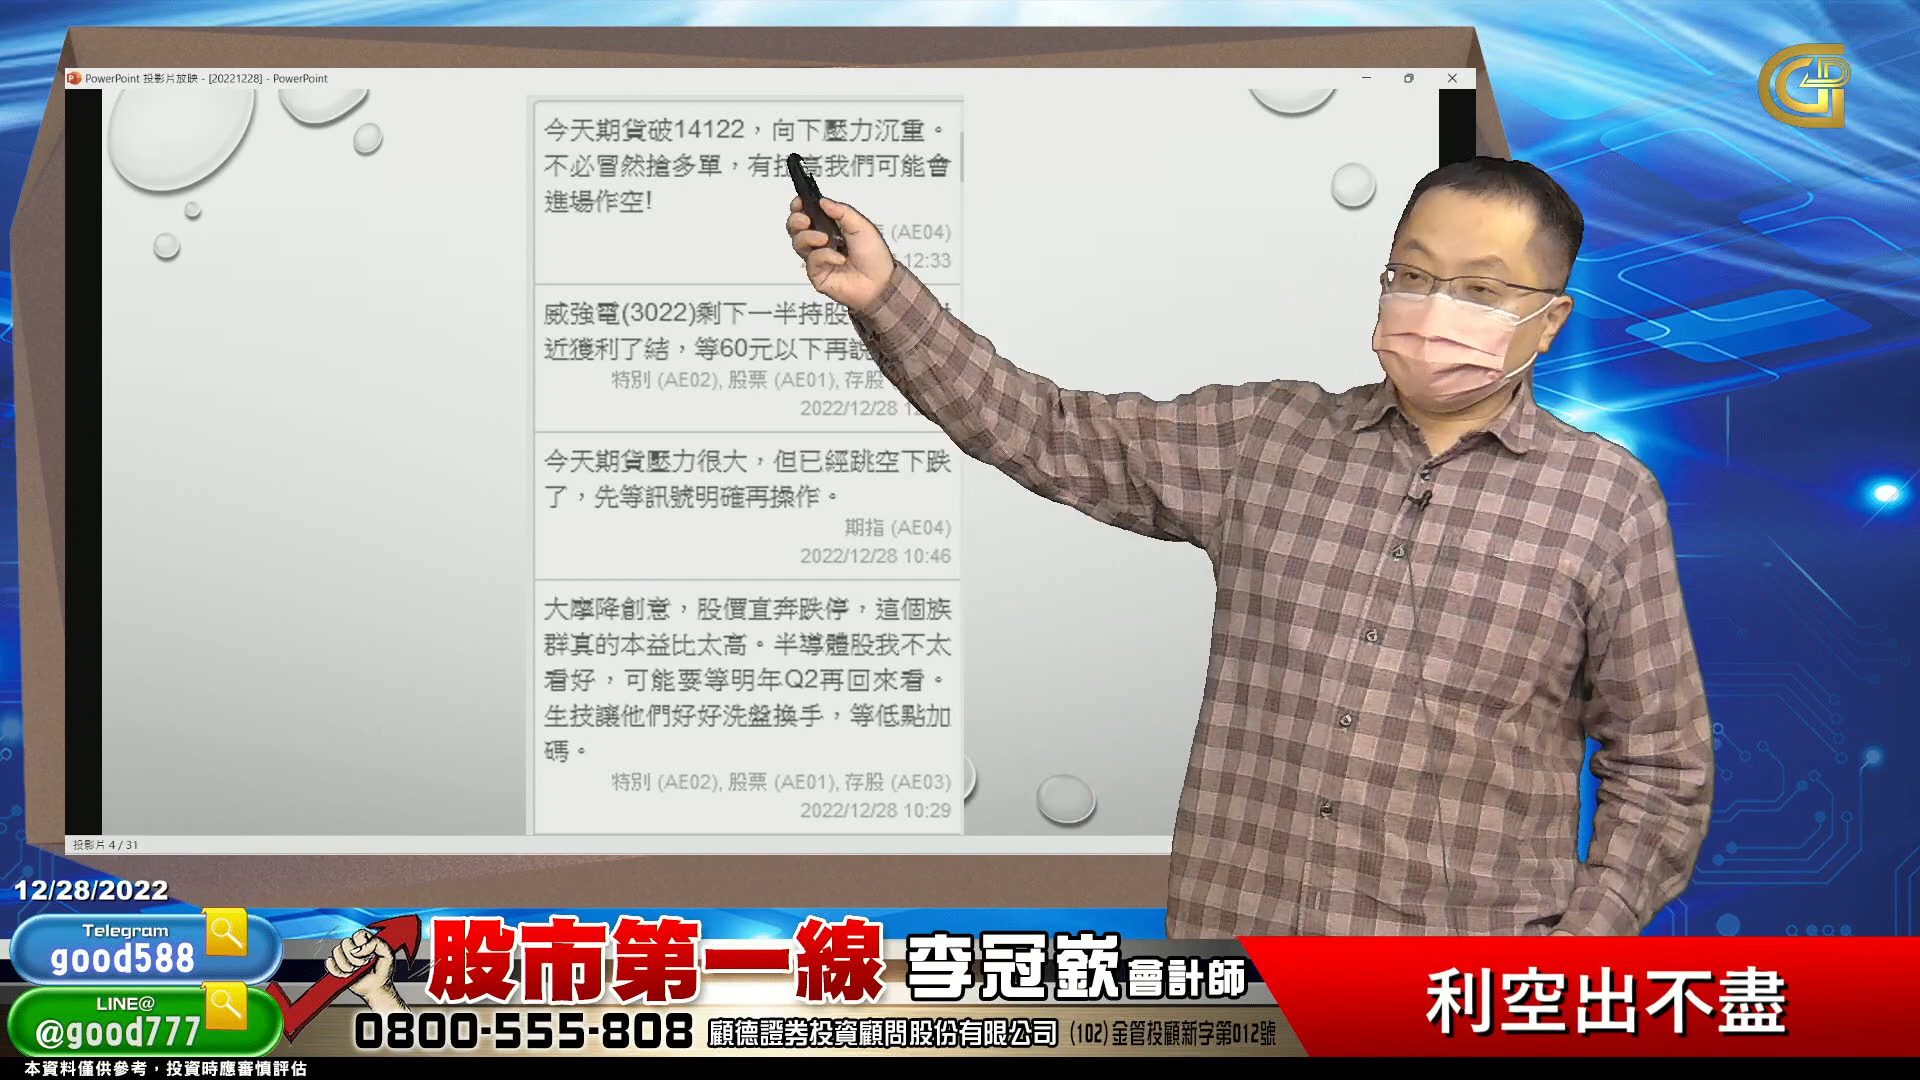 PowerPoint 投影片放映 - [20221228] - PowerPoint
今天期貨破14122，向下壓力沉重。
不必冒然搶多單，有拉高我們可能會
進場作空!
(AE04)
12:33
威強電(3022)剩下一半持股
近獲利了結，等60元以下再說
特別 (AE02), 股票 (AE01), 存股
2022/12/28
今天期貨壓力很大，但已經跳空下跌
了，先等訊號明確再操作。
期指 (AE04)
2022/12/28 10:46
大摩降創意，股價直奔跌停，這個族
群真的本益比太高。半導體股我不太
看好，可能要等明年Q2再回來看。
生技讓他們好好洗盤換手，等低點加
碼。
特別 (AE02), 股票 (AE01), 存股 (AE03)
2022/12/28 10:29
投影片 4 / 31
12/28/2022
Telegram
good588
LINE@
@good777
股市第一線 李冠嶔 會計師
0800-555-808 顧德證券投資顧問股份有限公司 (102)金管投顧新字第012號
利空出不盡
本資料僅供參考，投資時應審慎評估